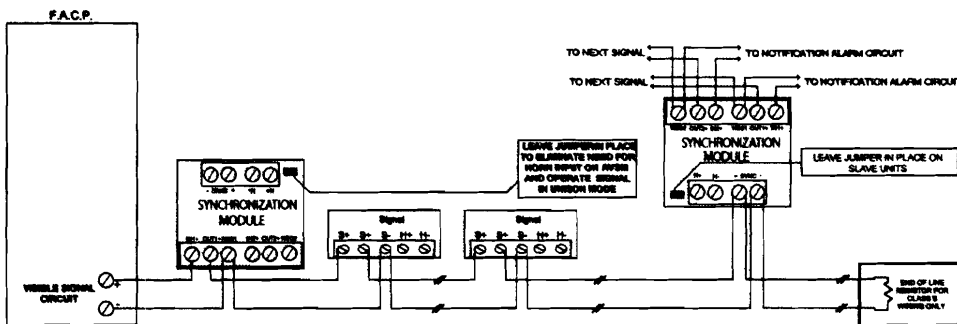 F.A.C.P.
TO NEXT SIGNAL
TO NOTIFICATION ALARM CIRCUIT
TO NEXT SIGNAL
TO NOTIFICATION ALARM CIRCUIT
SYNCHRONIZATION
MODULE
- SYNC -
LEAVE JUMPER IN PLACE ON
SLAVE UNITS
LEAVE JUMPER IN PLACE
TO ELIMINATE NEED FOR
HORN INPUT ON
AND OPERATE SIGNAL
IN UNISON MODE
SYNCHRONIZATION
MODULE
Signal
S+ S+ S- H+ H-
Signal
S+ S+ S- H+ H-
VISIBLE SIGNAL
CIRCUIT
+
-
END OF LINE
RESISTOR FOR
CLASS B
WIRING ONLY